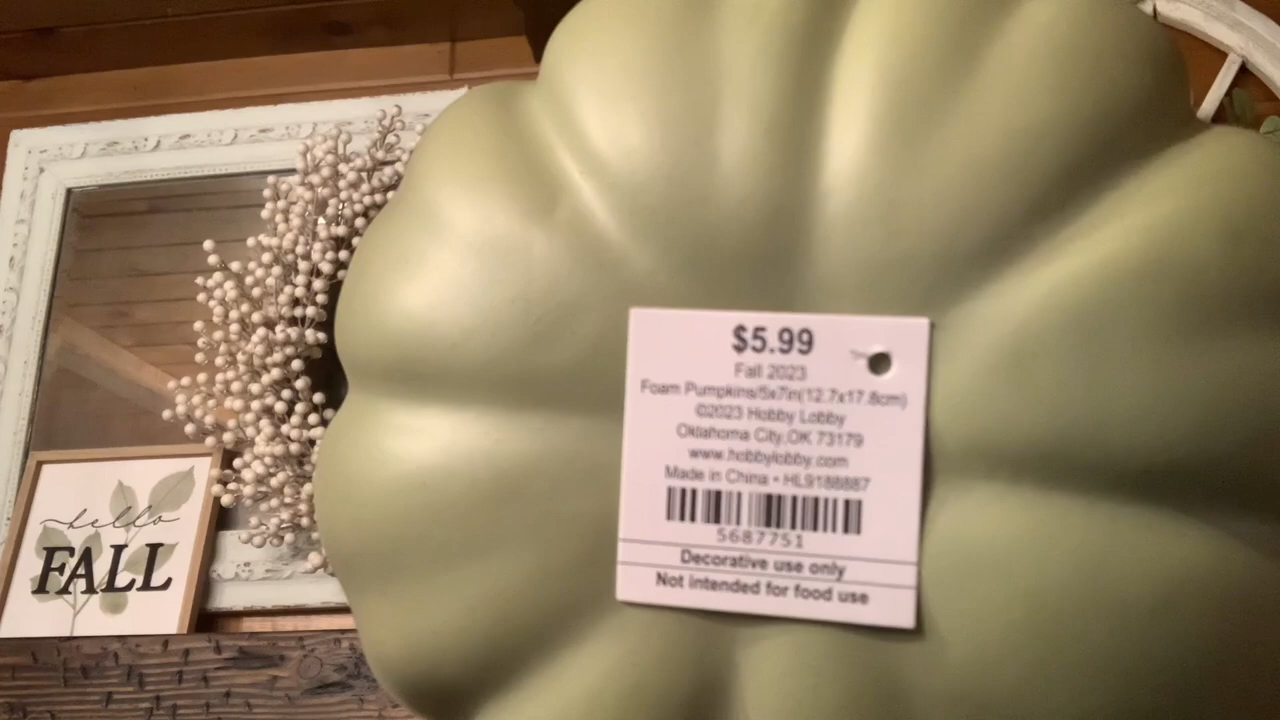 hello
FALL
$5.99
Fall 2023
Foam Pumpkins/5x7in(12.7x17.8cm)
©2023 Hobby Lobby
Oklahoma City,OK 73179
www.hobbylobby.com
Made in China • HL9188887
5687751
Decorative use only
Not intended for food use